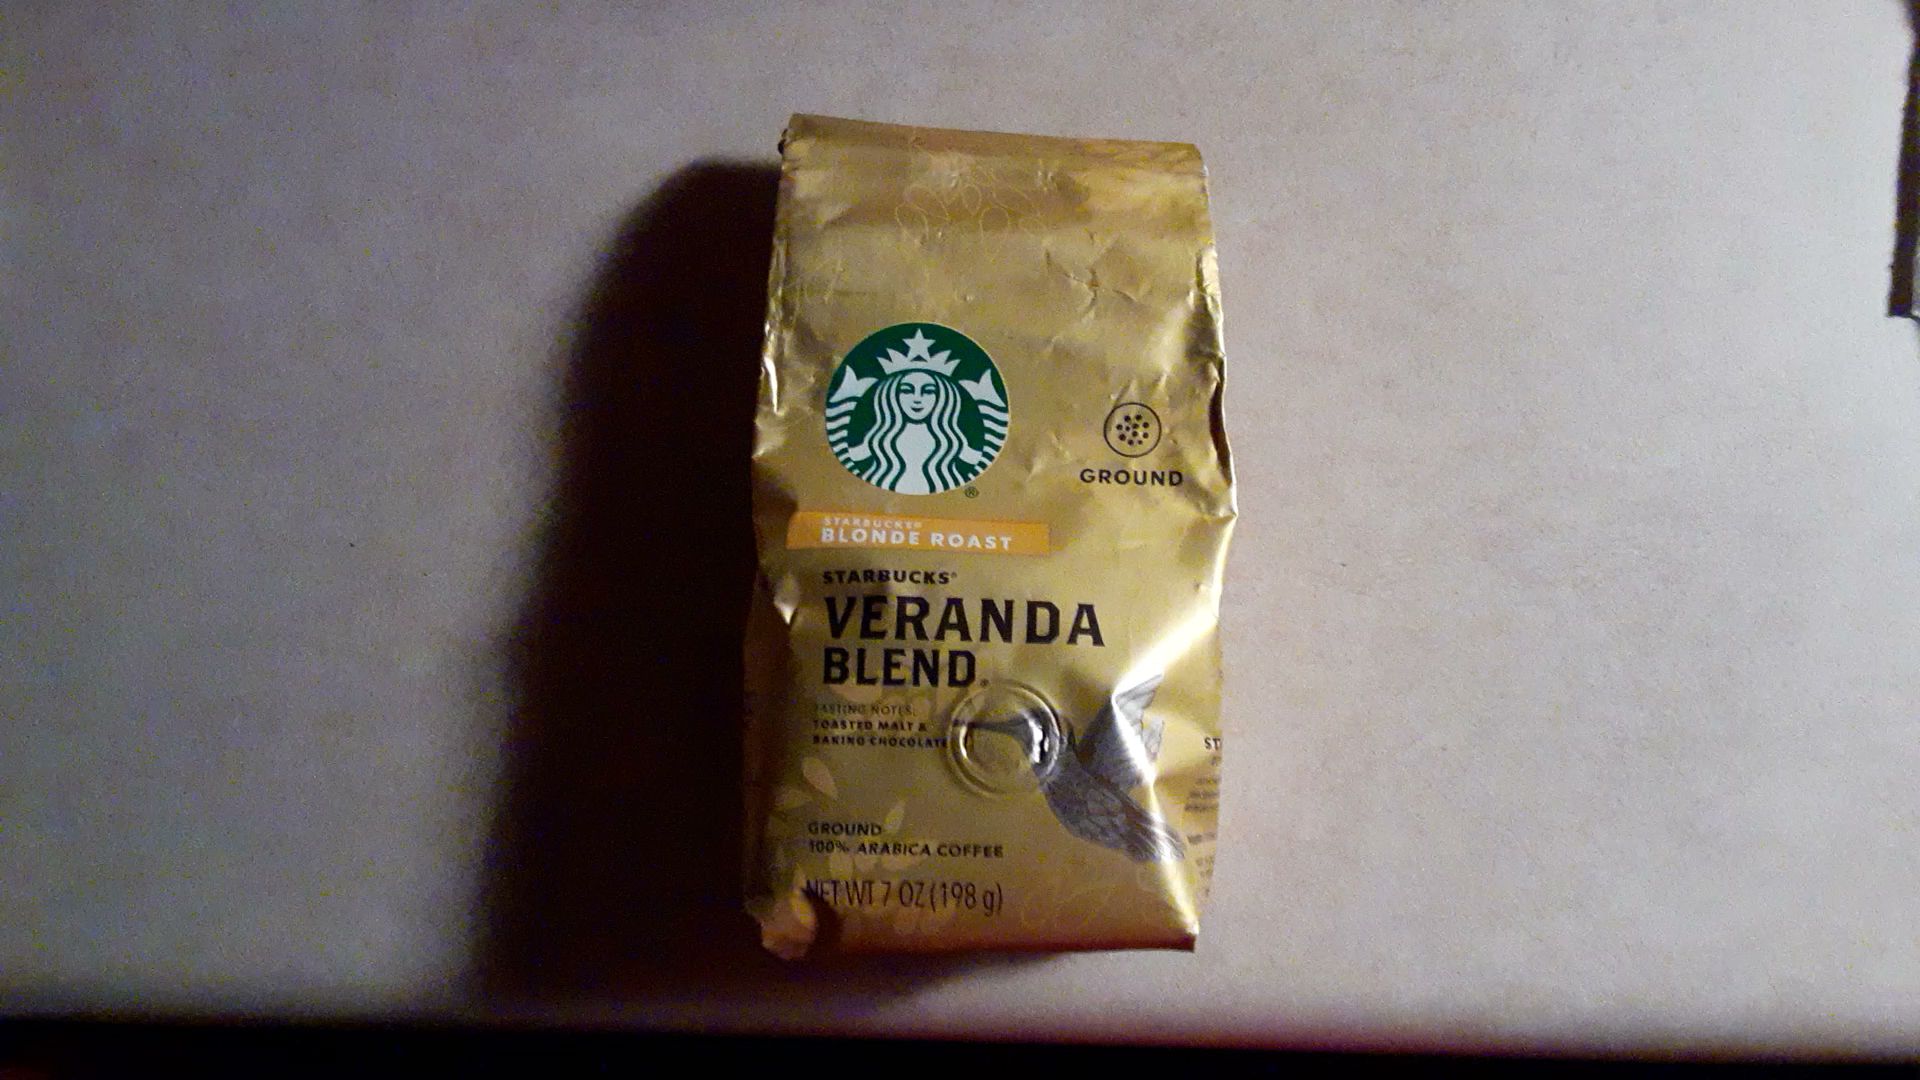 GROUND
STARBUCKS®
BLONDE ROAST
STARBUCKS®
VERANDA
BLEND®
TASTING NOTES:
TOASTED MALT &
BAKING CHOCOLATE
GROUND
100% ARABICA COFFEE
NET WT 7 OZ (198 g)
ST